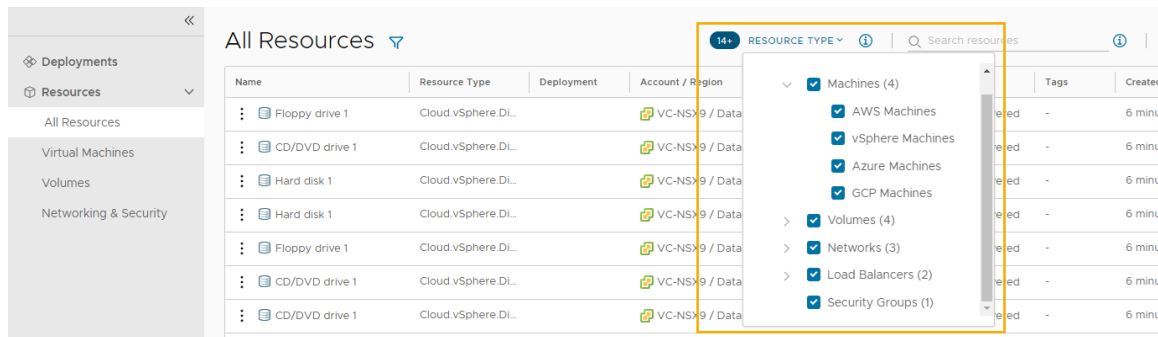 «
Deployments
Resources
All Resources
Virtual Machines
Volumes
Networking & Security
All Resources
14+ RESOURCE TYPE
Search resources
Name Resource Type Deployment Account / Region Tags Created
Floppy drive 1 Cloud.vSphere.Di... VC-NSX9 / Data - 6 minu
CD/DVD drive 1 Cloud.vSphere.Di... VC-NSX9 / Data - 6 minu
Hard disk 1 Cloud.vSphere.Di... VC-NSX9 / Data - 6 minu
Hard disk 1 Cloud.vSphere.Di... VC-NSX9 / Data - 6 minu
Floppy drive 1 Cloud.vSphere.Di... VC-NSX9 / Data - 6 minu
CD/DVD drive 1 Cloud.vSphere.Di... VC-NSX9 / Data - 6 minu
CD/DVD drive 1 Cloud.vSphere.Di... VC-NSX9 / Data - 6 minu
Machines (4)
AWS Machines
vSphere Machines
Azure Machines
GCP Machines
Volumes (4)
Networks (3)
Load Balancers (2)
Security Groups (1)